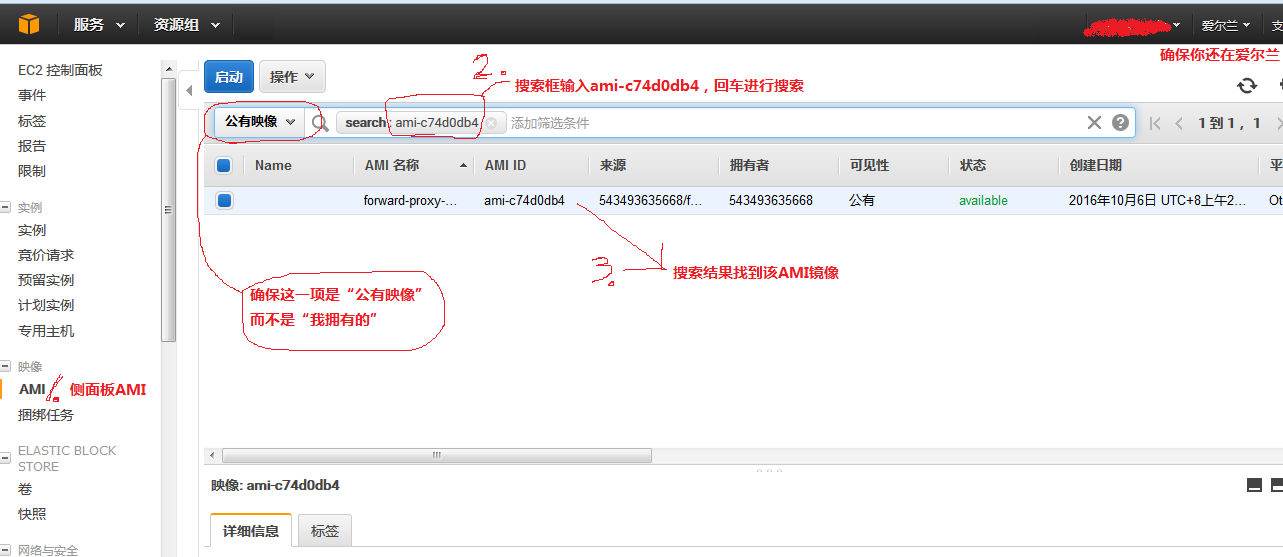 服务 资源组 爱尔兰 支
确保你还在爱尔兰
EC2 控制面板
事件
标签
报告
限制
实例
实例
竞价请求
预留实例
计划实例
专用主机
映像
AMI
1. 侧面板AMI
捆绑任务
ELASTIC BLOCK
STORE
卷
快照
网络与安全
启动 操作
2. 搜索框输入ami-c74d0db4，回车进行搜索
公有映像 search : ami-c74d0db4 添加筛选条件 1 到 1， 1
Name AMI 名称 AMI ID 来源 拥有者 可见性 状态 创建日期 平
forward-proxy-... ami-c74d0db4 543493635668/f... 543493635668 公有 available 2016年10月6日 UTC+8上午2... Ot
3. 搜索结果找到该AMI镜像
确保这一项是“公有映像”
而不是“我拥有的”
映像: ami-c74d0db4
详细信息 标签